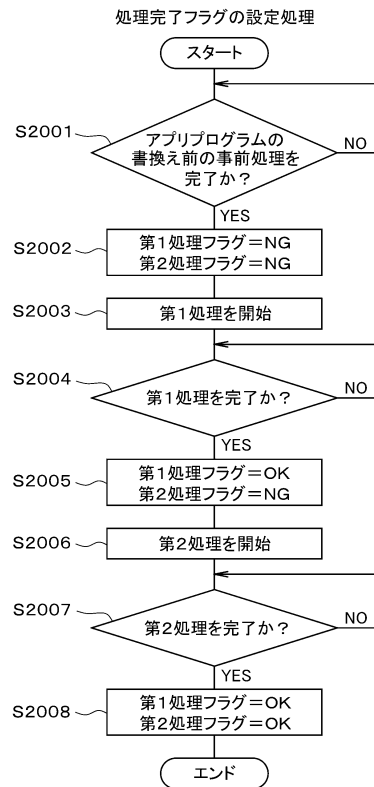 処理完了フラグの設定処理
スタート
S2001
アプリプログラムの
書換え前の事前処理を
完了か？
NO
YES
S2002
第1処理フラグ＝NG
第2処理フラグ＝NG
S2003
第1処理を開始
S2004
第1処理を完了か？
NO
YES
S2005
第1処理フラグ＝OK
第2処理フラグ＝NG
S2006
第2処理を開始
S2007
第2処理を完了か？
NO
YES
S2008
第1処理フラグ＝OK
第2処理フラグ＝OK
エンド